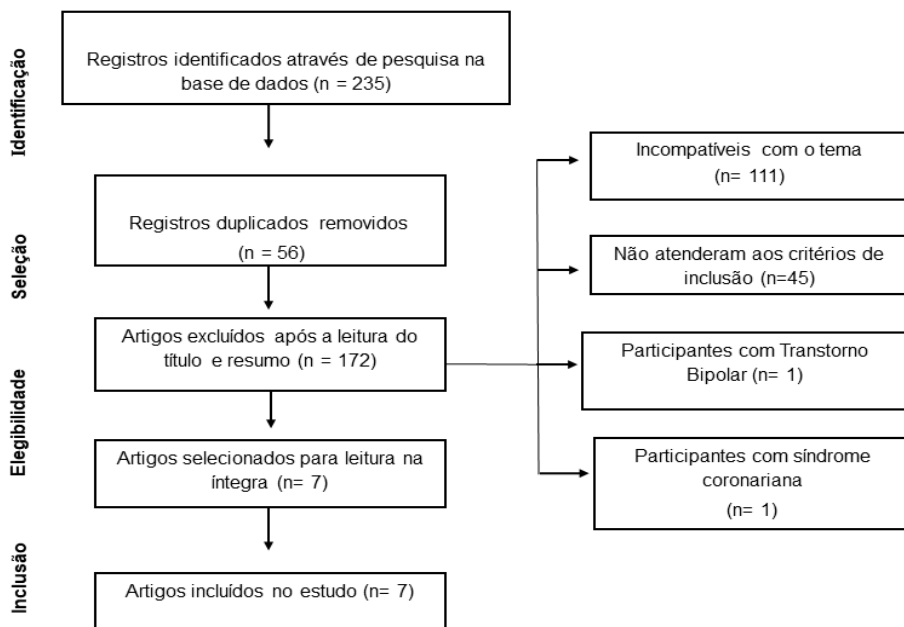 Identificação
Registros identificados através de pesquisa na
base de dados (n = 235)
Seleção
Registros duplicados removidos
(n = 56)
Elegibilidade
Artigos excluídos após a leitura do
título e resumo (n = 172)
Incompatíveis com o tema
(n= 111)
Não atenderam aos critérios de
inclusão (n=45)
Participantes com Transtorno
Bipolar (n= 1)
Participantes com síndrome
coronariana
(n= 1)
Artigos selecionados para leitura na
íntegra (n= 7)
Inclusão
Artigos incluídos no estudo (n= 7)